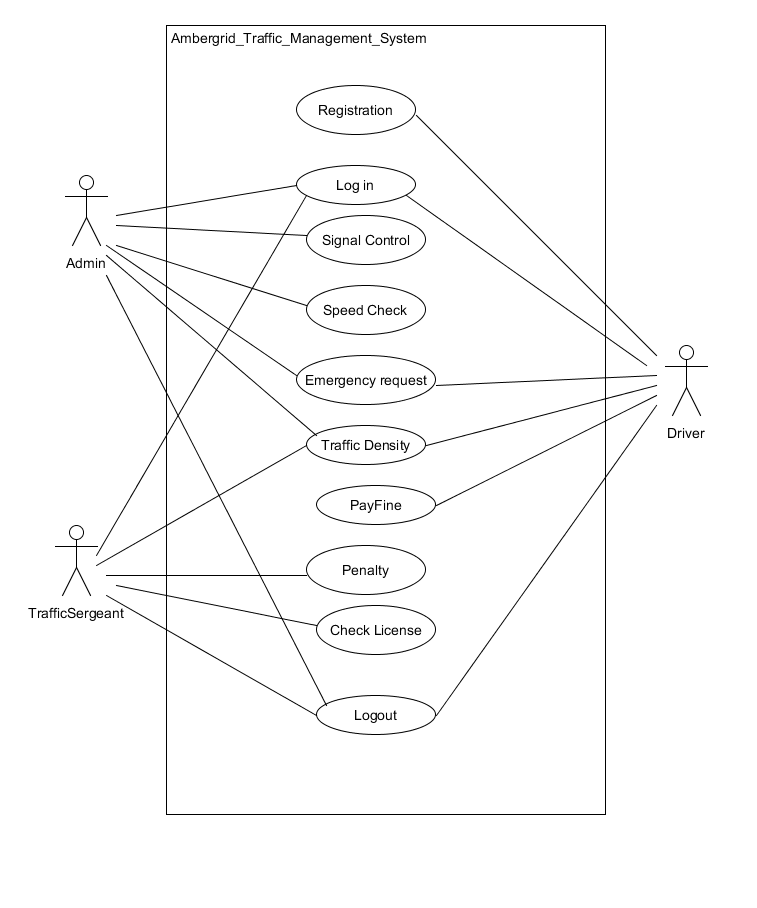 Ambergrid_Traffic_Management_System
Registration
Log in
Signal Control
Admin
Speed Check
Emergency request
Driver
Traffic Density
PayFine
Penalty
TrafficSergeant
Check License
Logout